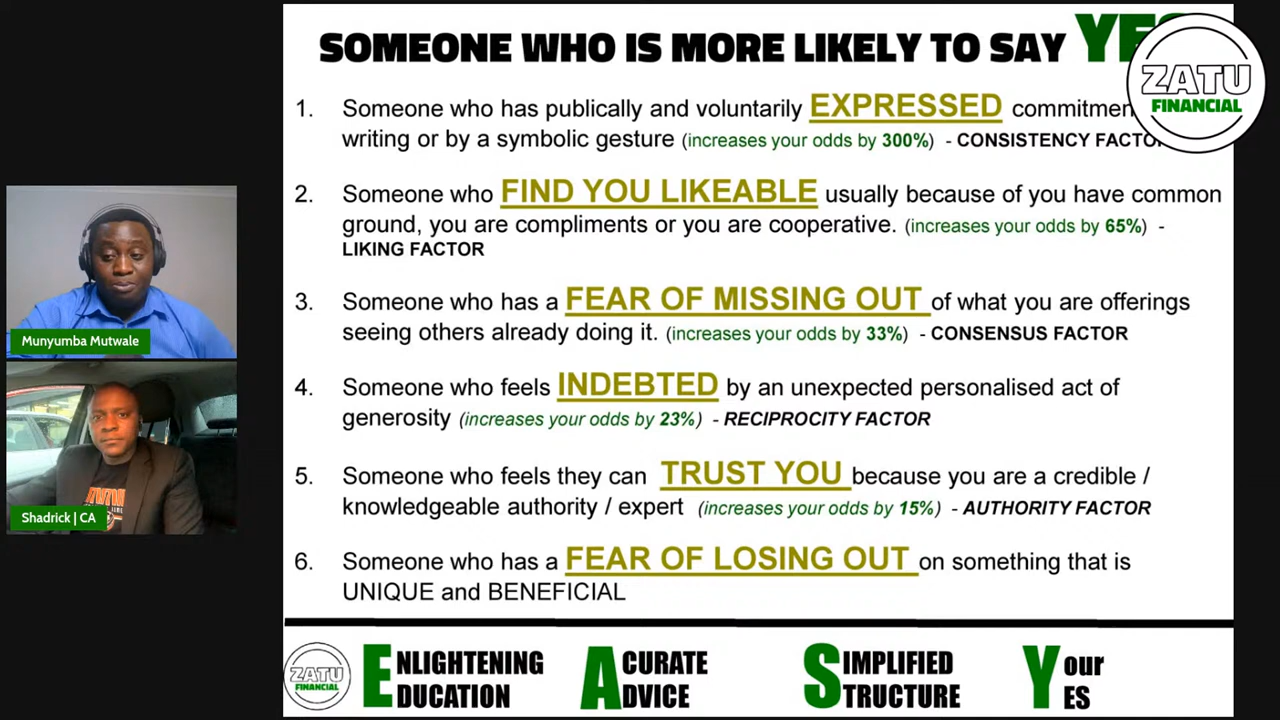 SOMEONE WHO IS MORE LIKELY TO SAY
ZATU
FINANCIAL
1. Someone who has publically and voluntarily EXPRESSED
writing or by a symbolic gesture (increases your odds by 300%) - CONSISTENCY
2. Someone who FIND YOU LIKEABLE usually because of you have common
ground, you are compliments or you are cooperative. (increases your odds by 65%) -
LIKING FACTOR
3. Someone who has a FEAR OF MISSING OUT of what you are offerings
seeing others already doing it. (increases your odds by 33%) - CONSENSUS FACTOR
4. Someone who feels INDEBTED by an unexpected personalised act of
generosity (increases your odds by 23%) - RECIPROCITY FACTOR
5. Someone who feels they can TRUST YOU because you are a credible /
knowledgeable authority / expert (increases your odds by 15%) - AUTHORITY FACTOR
6. Someone who has a FEAR OF LOSING OUT on something that is
UNIQUE and BENEFICIAL
Munyumba Mutwale
Shadrick | CA
ZATU
FINANCIAL
ENLIGHTENING
EDUCATION
ACURATE
ADVICE
SIMPLIFIED
STRUCTURE
Your
YES